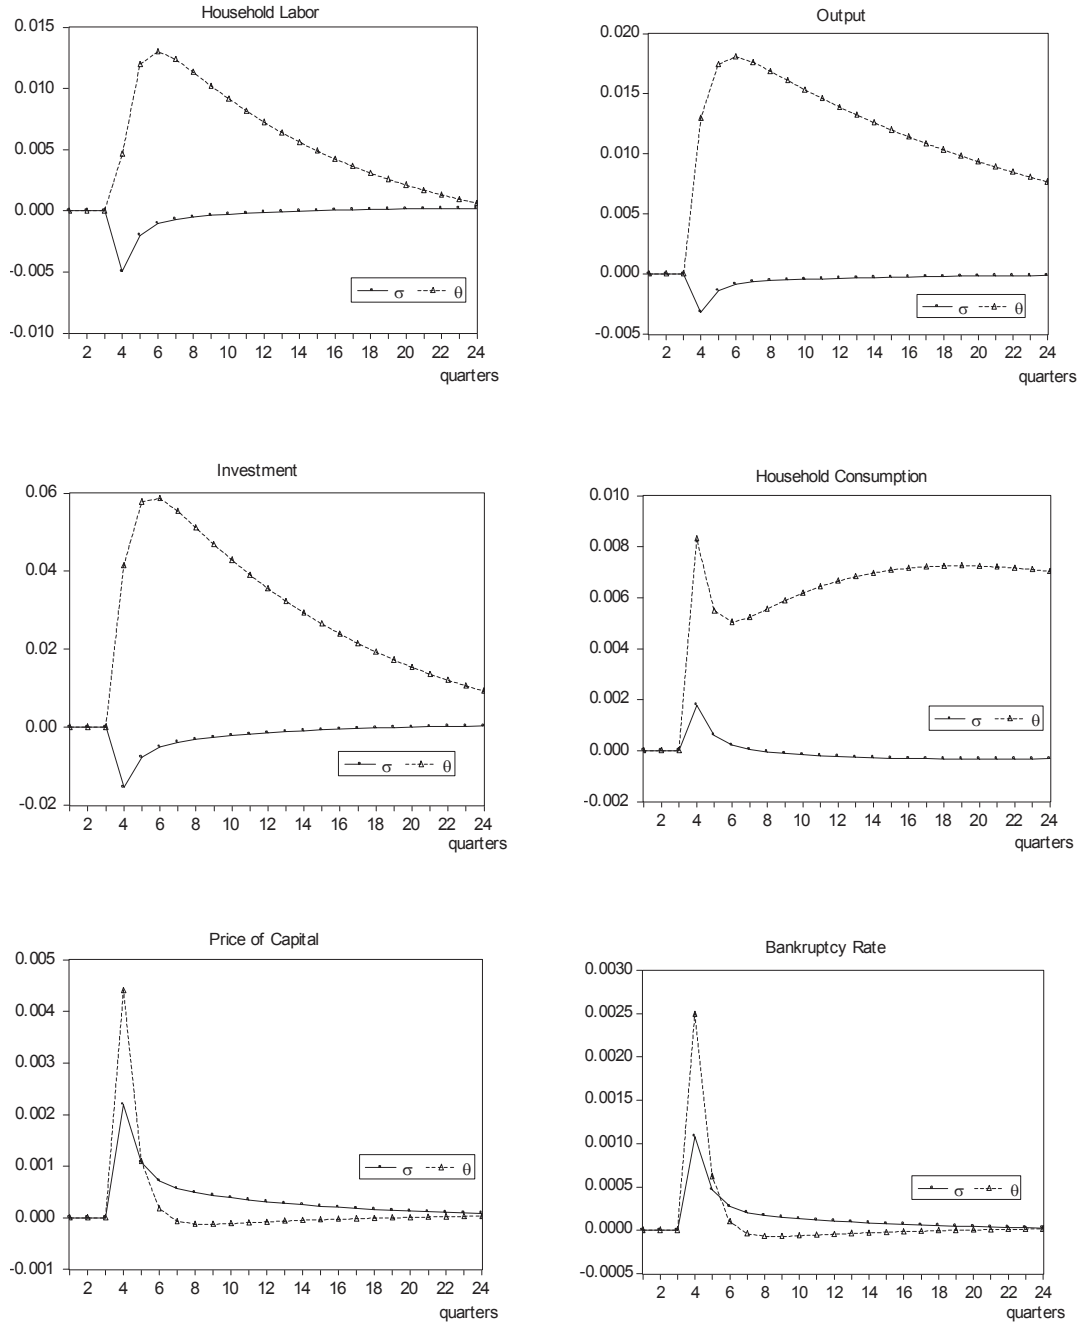 Household Labor
0.015
0.010
0.005
0.000
-0.005
-0.010
σ θ
2 4 6 8 10 12 14 16 18 20 22 24
quarters
Output
0.020
0.015
0.010
0.005
0.000
-0.005
σ θ
2 4 6 8 10 12 14 16 18 20 22 24
quarters
Investment
0.06
0.04
0.02
0.00
-0.02
σ θ
2 4 6 8 10 12 14 16 18 20 22 24
quarters
Household Consumption
0.010
0.008
0.006
0.004
0.002
0.000
-0.002
σ θ
2 4 6 8 10 12 14 16 18 20 22 24
quarters
Price of Capital
0.005
0.004
0.003
0.002
0.001
0.000
-0.001
σ θ
2 4 6 8 10 12 14 16 18 20 22 24
quarters
Bankruptcy Rate
0.0030
0.0025
0.0020
0.0015
0.0010
0.0005
0.0000
-0.0005
σ θ
2 4 6 8 10 12 14 16 18 20 22 24
quarters